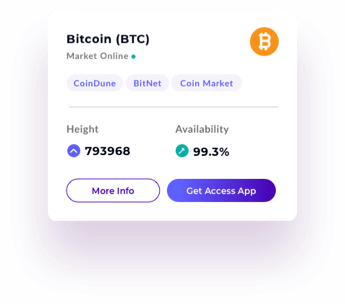 Bitcoin (BTC)
Market Online
CoinDune BitNet Coin Market
Height Availability
793968 99.3%
More Info Get Access App